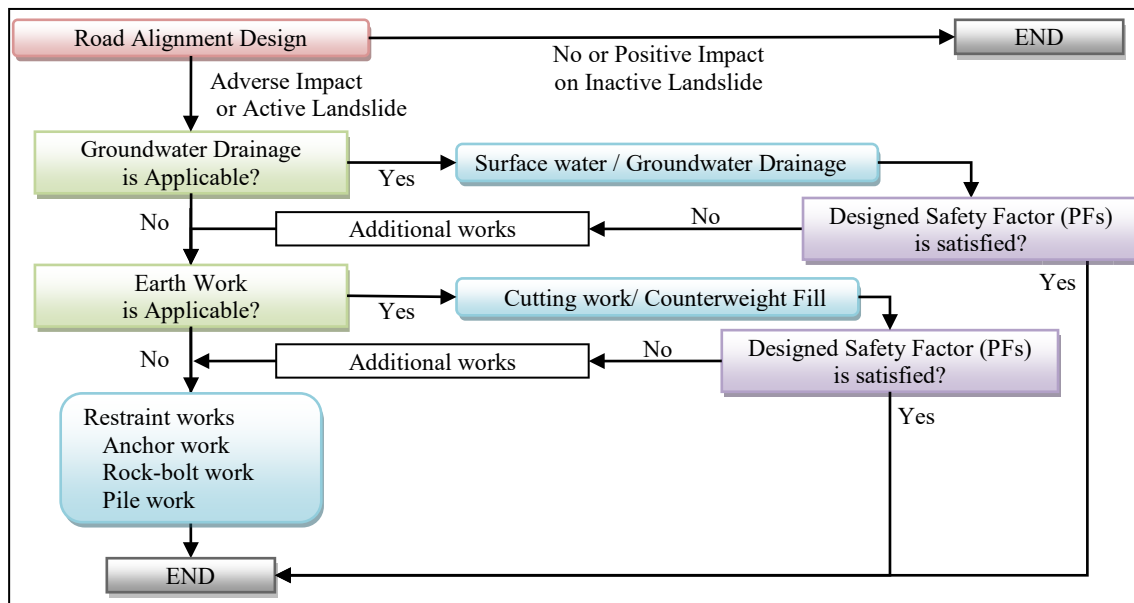 Road Alignment Design
END
No or Positive Impact
on Inactive Landslide
Adverse Impact
or Active Landslide
Groundwater Drainage
is Applicable?
Yes
Surface water / Groundwater Drainage
No
Additional works
No
Designed Safety Factor (PFs)
is satisfied?
Yes
Earth Work
is Applicable?
Yes
Cutting work/ Counterweight Fill
No
Additional works
No
Designed Safety Factor (PFs)
is satisfied?
Yes
Restraint works
Anchor work
Rock-bolt work
Pile work
END